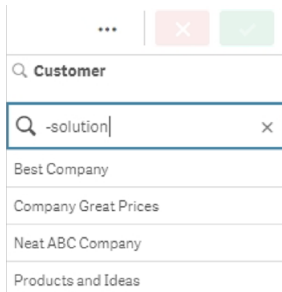 Customer
-solution
Best Company
Company Great Prices
Neat ABC Company
Products and Ideas